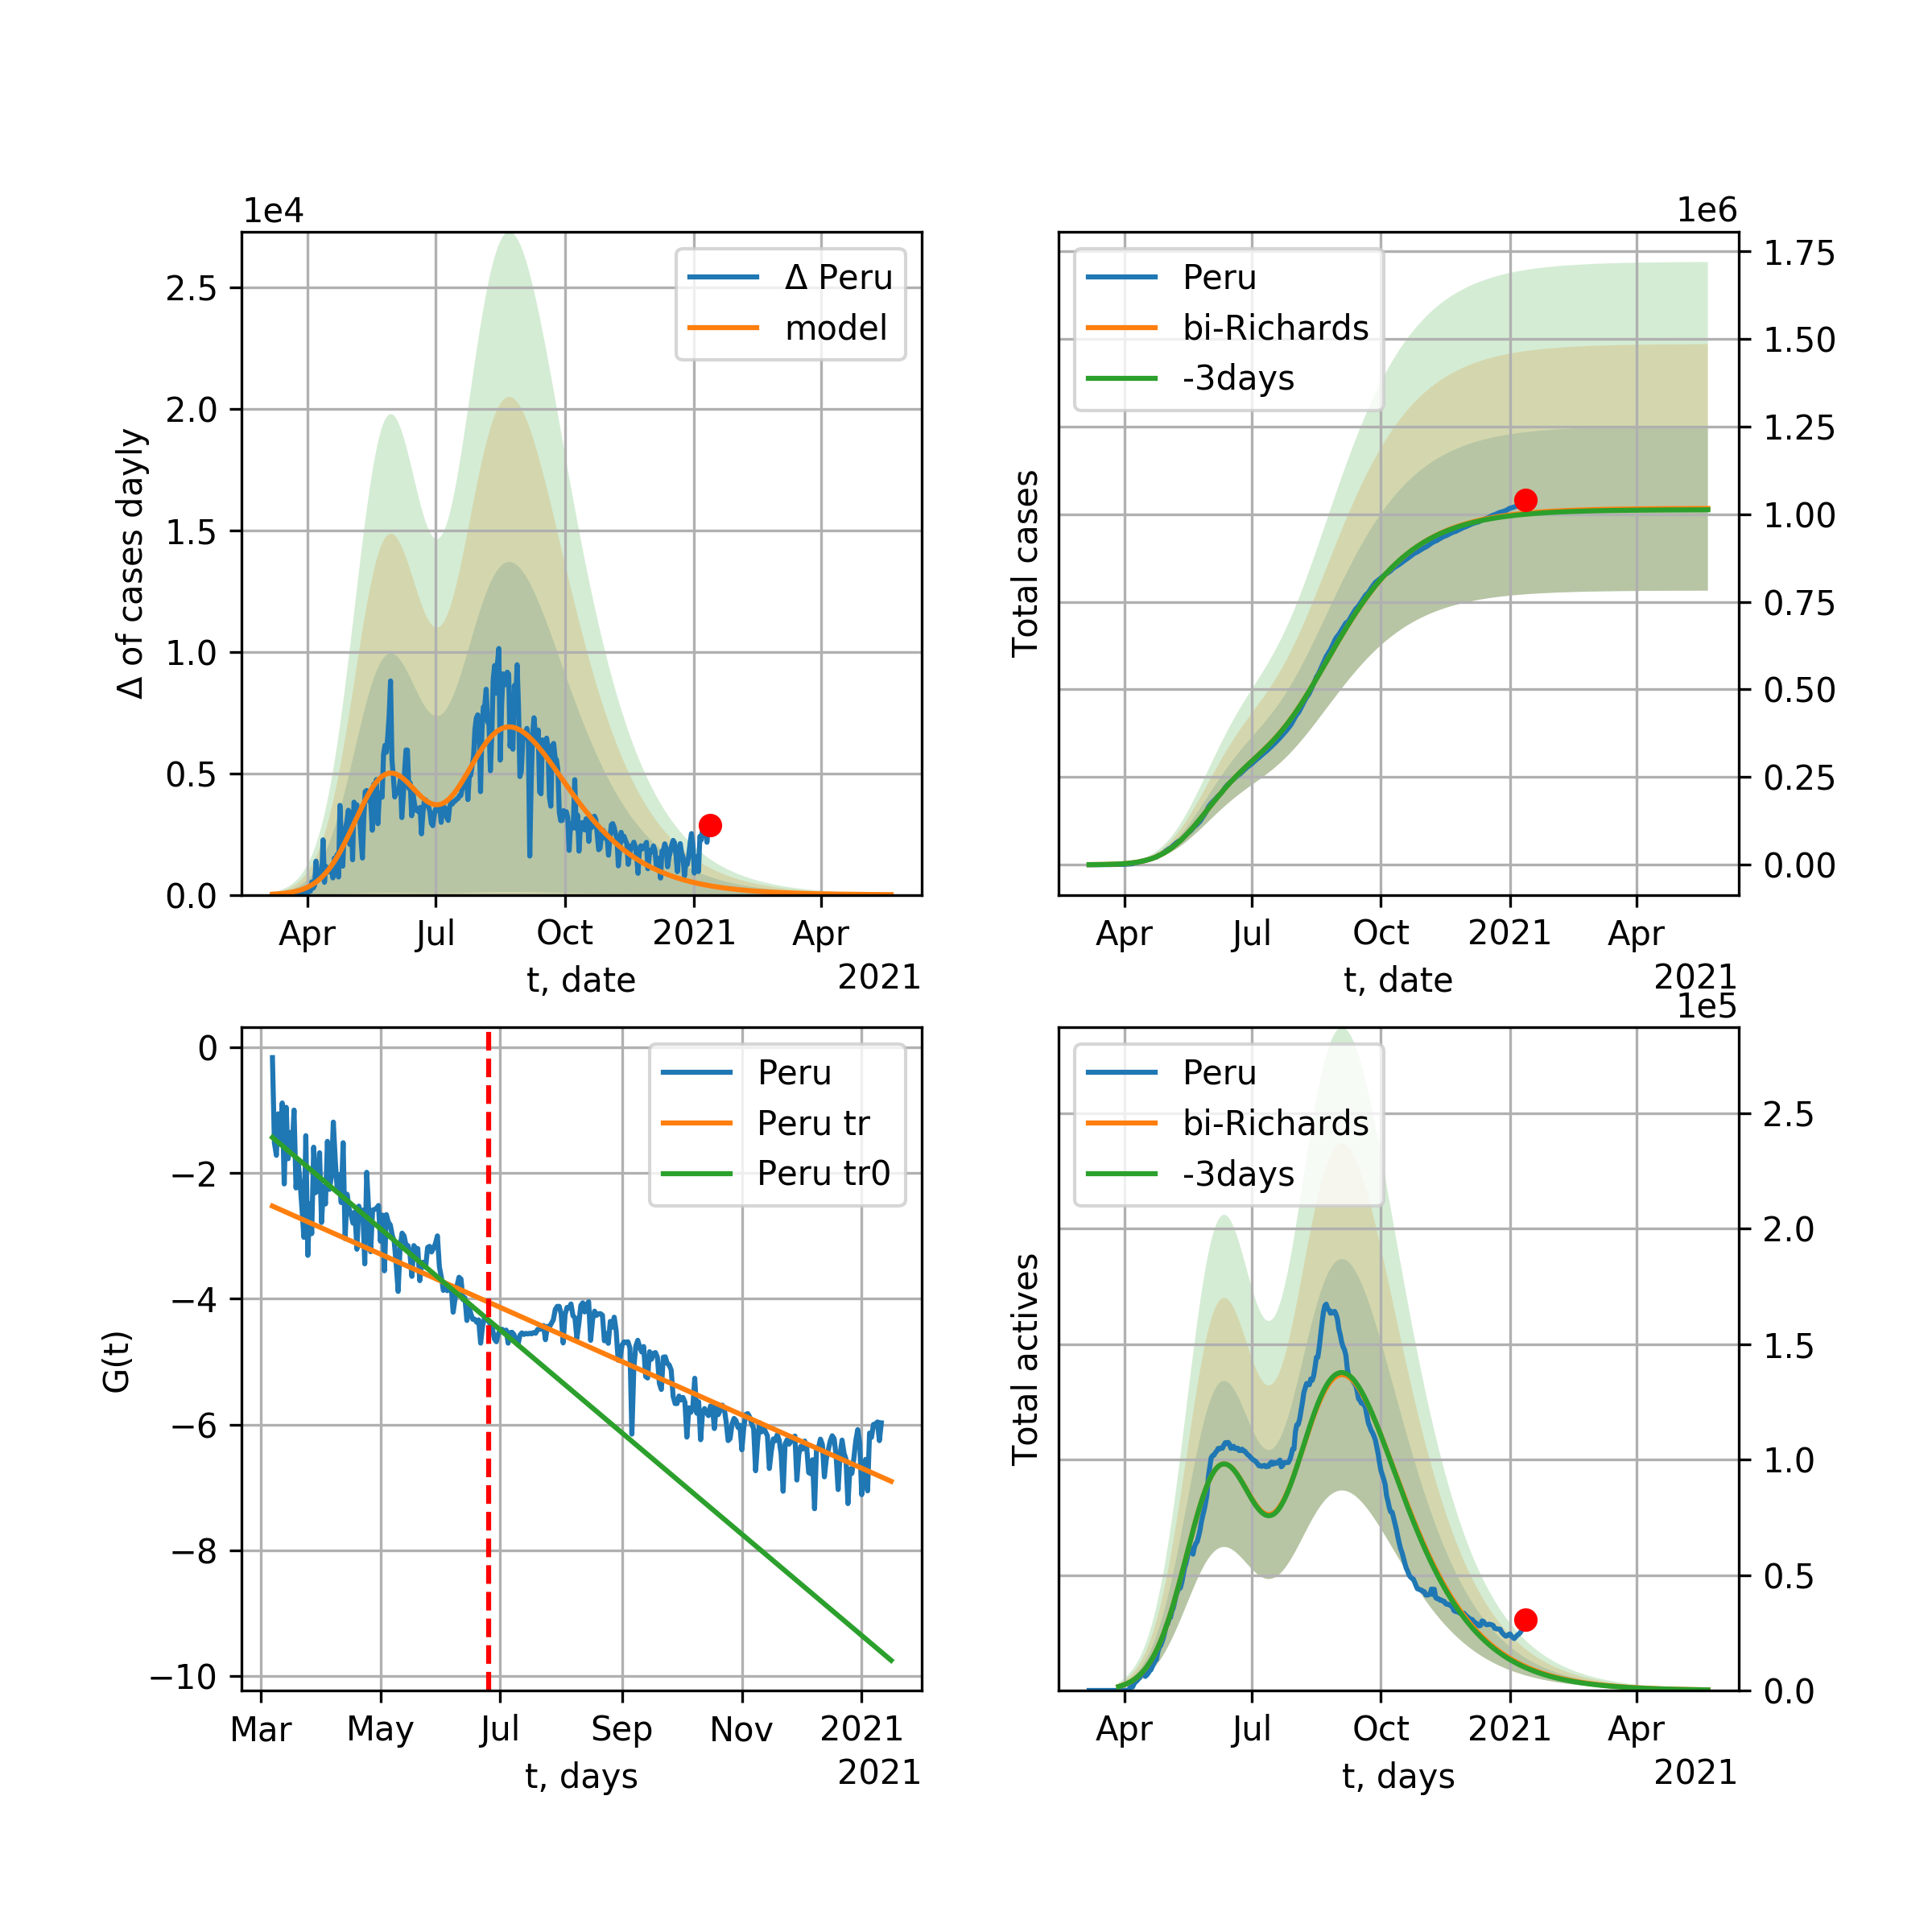 1e4
2.5
2.0
1.5
1.0
0.5
0.0
Δ of cases dayly
Δ Peru
model
Apr Jul Oct 2021 Apr
t, date
2021
1e6
1.75
1.50
1.25
1.00
0.75
0.50
0.25
0.00
Total cases
Peru
bi-Richards
-3days
Apr Jul Oct 2021 Apr
t, date
2021
0
−2
−4
−6
−8
−10
G(t)
Peru
Peru tr
Peru tr0
Mar May Jul Sep Nov 2021
t, days
2021
1e5
2.5
2.0
1.5
1.0
0.5
0.0
Total actives
Peru
bi-Richards
-3days
Apr Jul Oct 2021 Apr
t, days
2021